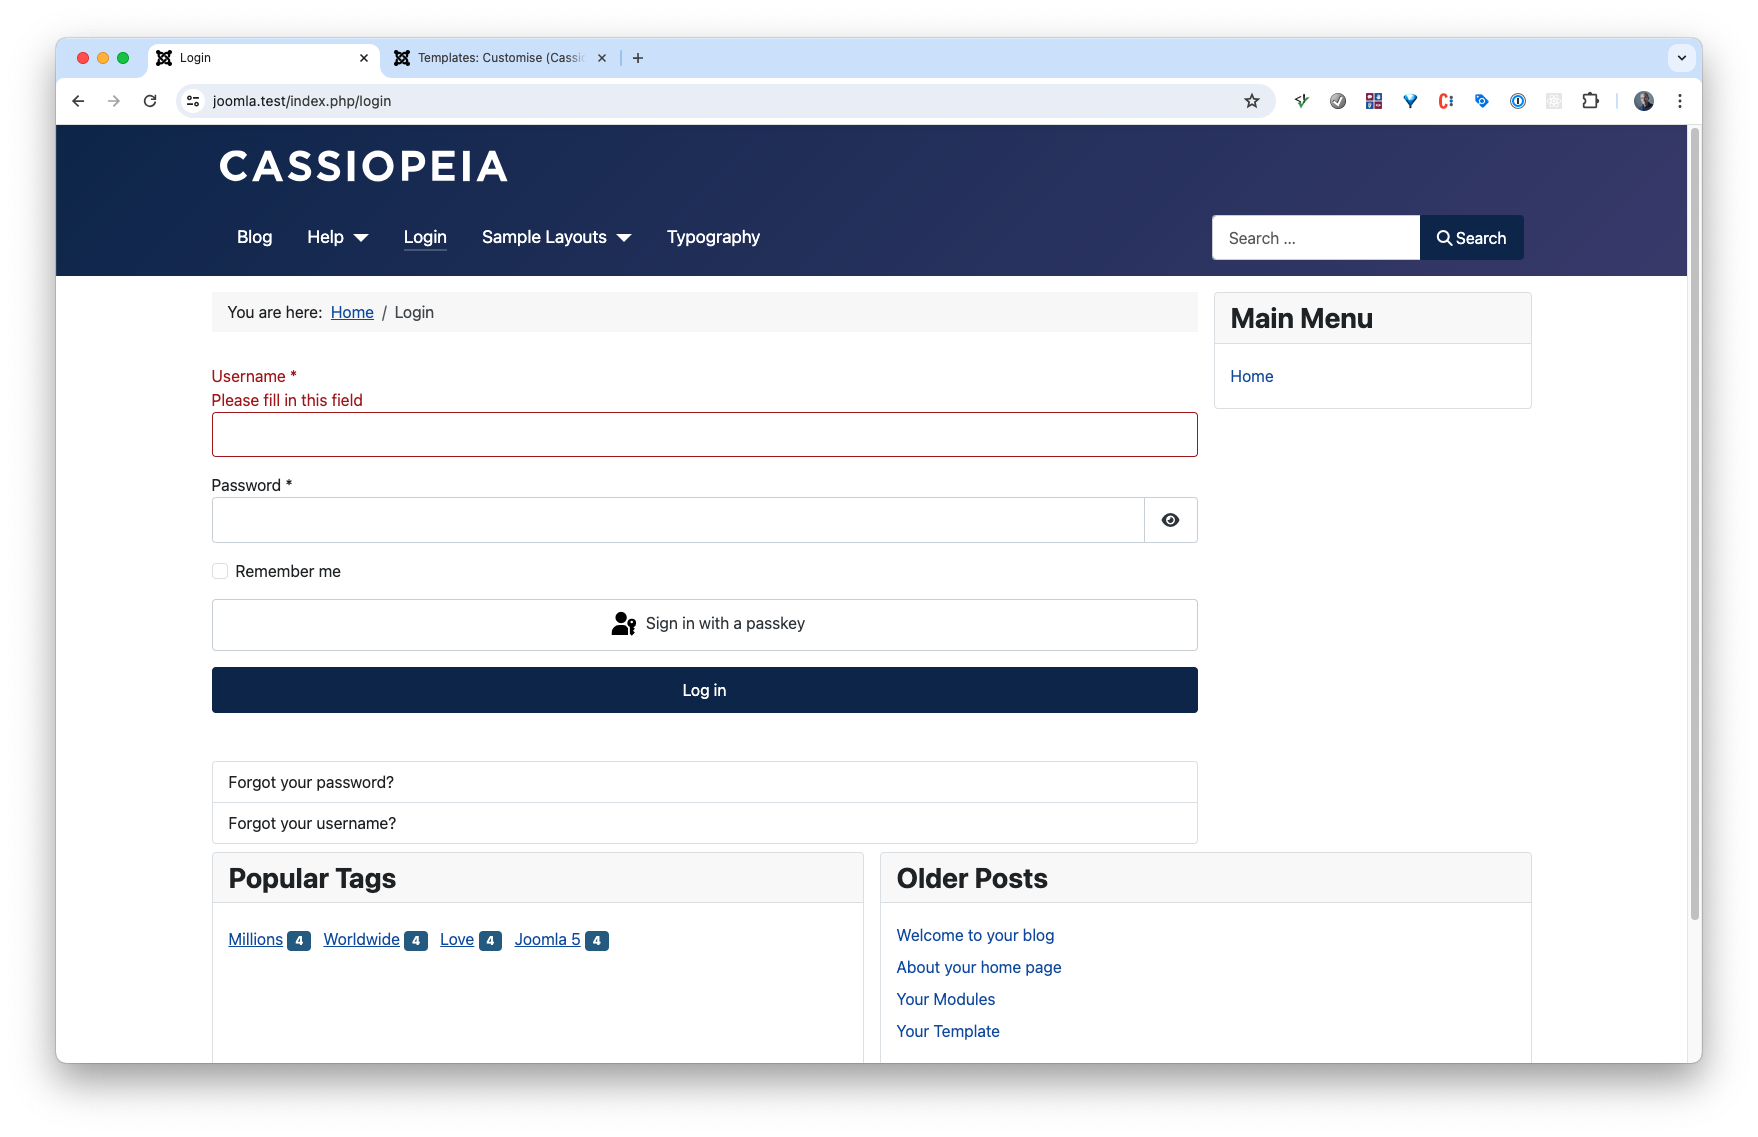 Login
Templates: Customise (Cassi
joomla.test/index.php/login
CASSIOPEIA
Blog Help Login Sample Layouts Typography
Search ...
Search
You are here: Home / Login
Username *
Please fill in this field
Password *
Remember me
Sign in with a passkey
Log in
Forgot your password?
Forgot your username?
Main Menu
Home
Popular Tags
Millions 4 Worldwide 4 Love 4 Joomla 5 4
Older Posts
Welcome to your blog
About your home page
Your Modules
Your Template